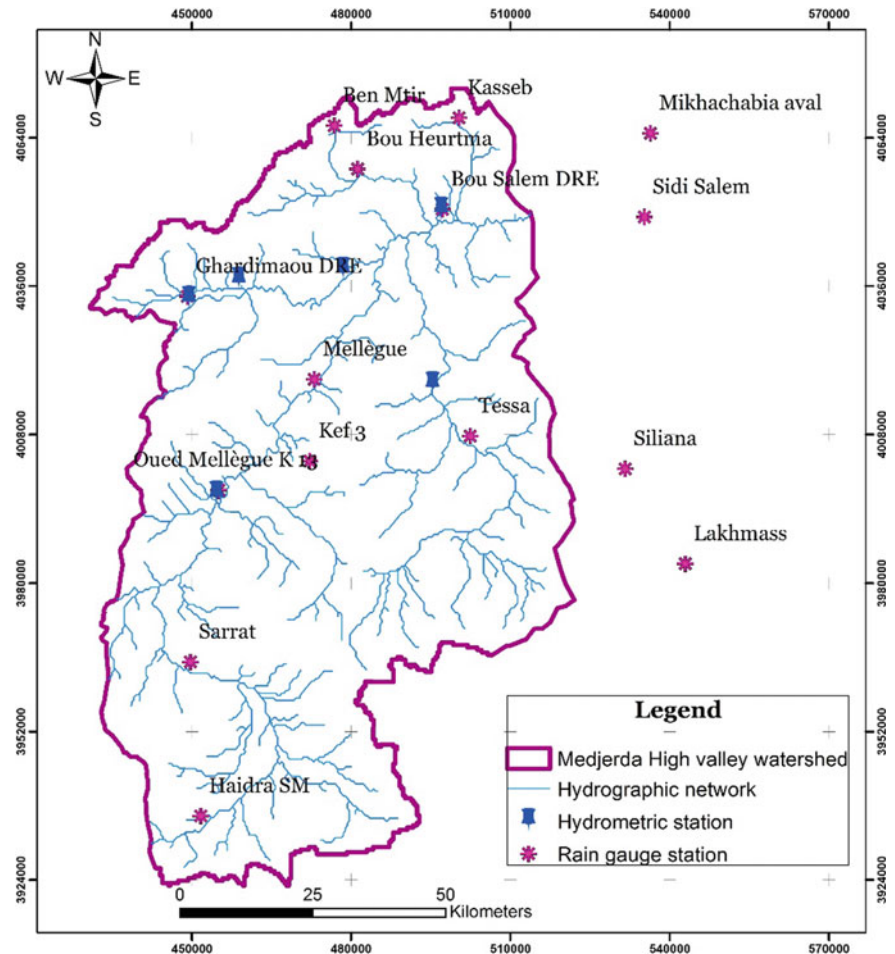 450000 480000 510000 540000 570000
N
W E
S
Ben Mtir
Kasseb
Mikhachabia aval
Bou Heurtma
Bou Salem DRE
Sidi Salem
Ghardimaou DRE
Mellègue
Tessa
Kef 3
Siliana
Oued Mellègue K 13
Lakhmass
Sarrat
Haidra SM
4064000
4036000
4008000
3980000
3952000
3924000
4064000
4036000
4008000
3980000
3952000
3924000
Legend
Medjerda High valley watershed
Hydrographic network
Hydrometric station
Rain gauge station
0 25 50
Kilometers
450000 480000 510000 540000 570000